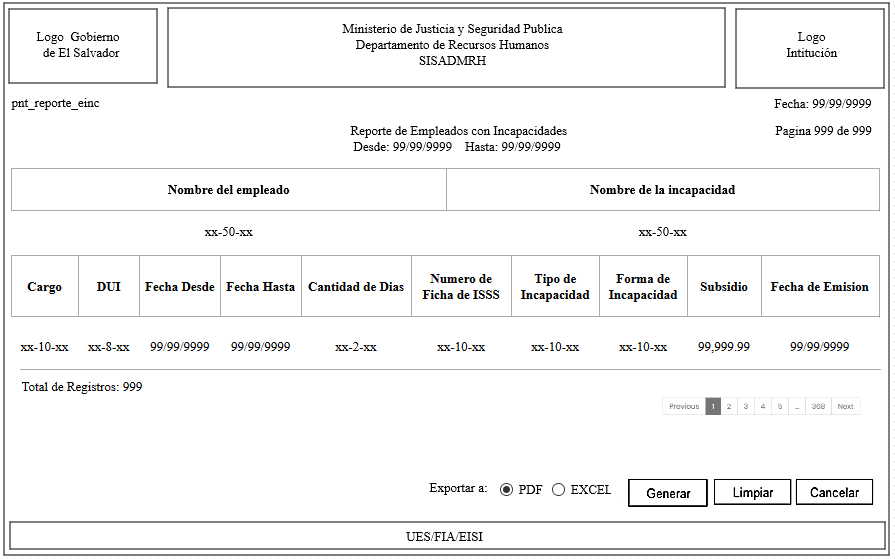 Logo Gobierno
de El Salvador
Ministerio de Justicia y Seguridad Publica
Departamento de Recursos Humanos
SISADMRH
Logo
Intitución
pnt_reporte_einc
Fecha: 99/99/9999
Reporte de Empleados con Incapacidades
Pagina 999 de 999
Desde: 99/99/9999 Hasta: 99/99/9999
Nombre del empleado Nombre de la incapacidad
xx-50-xx xx-50-xx
Cargo DUI Fecha Desde Fecha Hasta Cantidad de Dias Numero de Ficha de ISSS Tipo de Incapacidad Forma de Incapacidad Subsidio Fecha de Emision
xx-10-xx xx-8-xx 99/99/9999 99/99/9999 xx-2-xx xx-10-xx xx-10-xx xx-10-xx 99,999.99 99/99/9999
Total de Registros: 999
Previous 1 2 3 4 5 ... 368 Next
Exportar a: PDF EXCEL Generar Limpiar Cancelar
UES/FIA/EISI